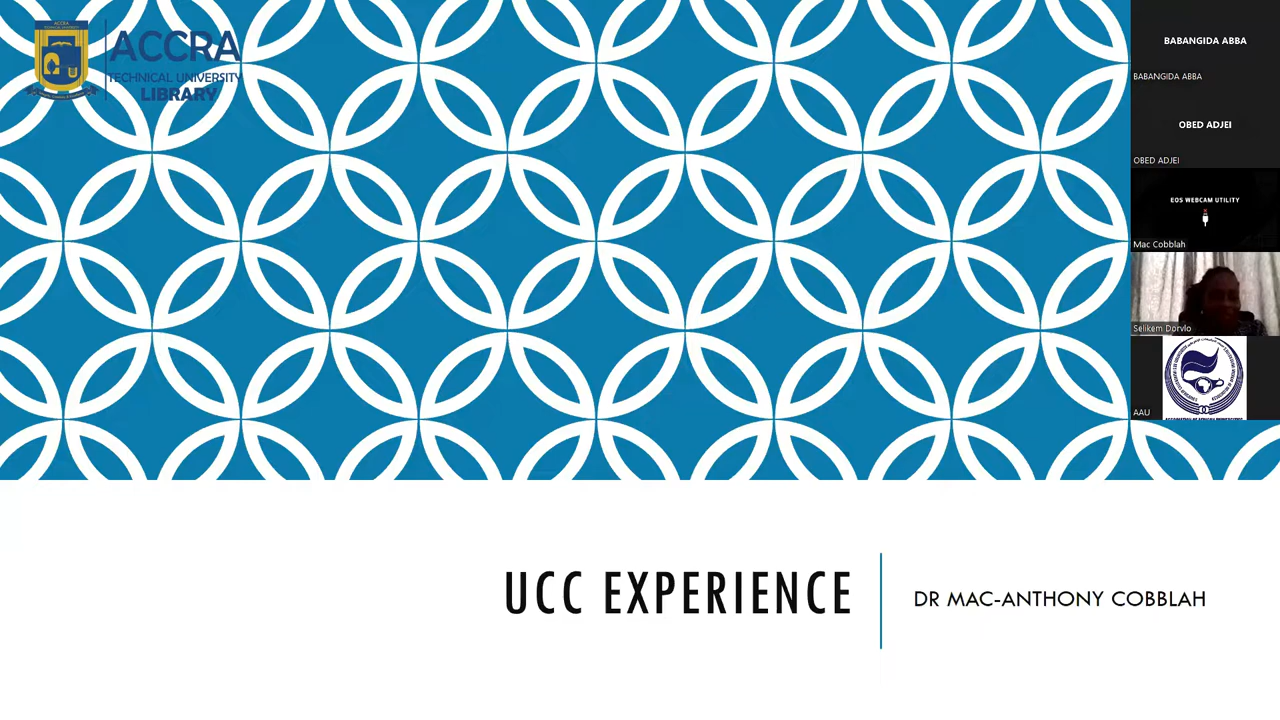 ACCRA
TECHNICAL UNIVERSITY
LIBRARY
BABANGIDA ABBA
BABANGIDA ABBA
OBED ADJEI
OBED ADJEI
EOS WEBCAM UTILITY
Mac Cobblah
Selikem Dorvlo
AAU
UCC EXPERIENCE
DR MAC-ANTHONY COBBLAH